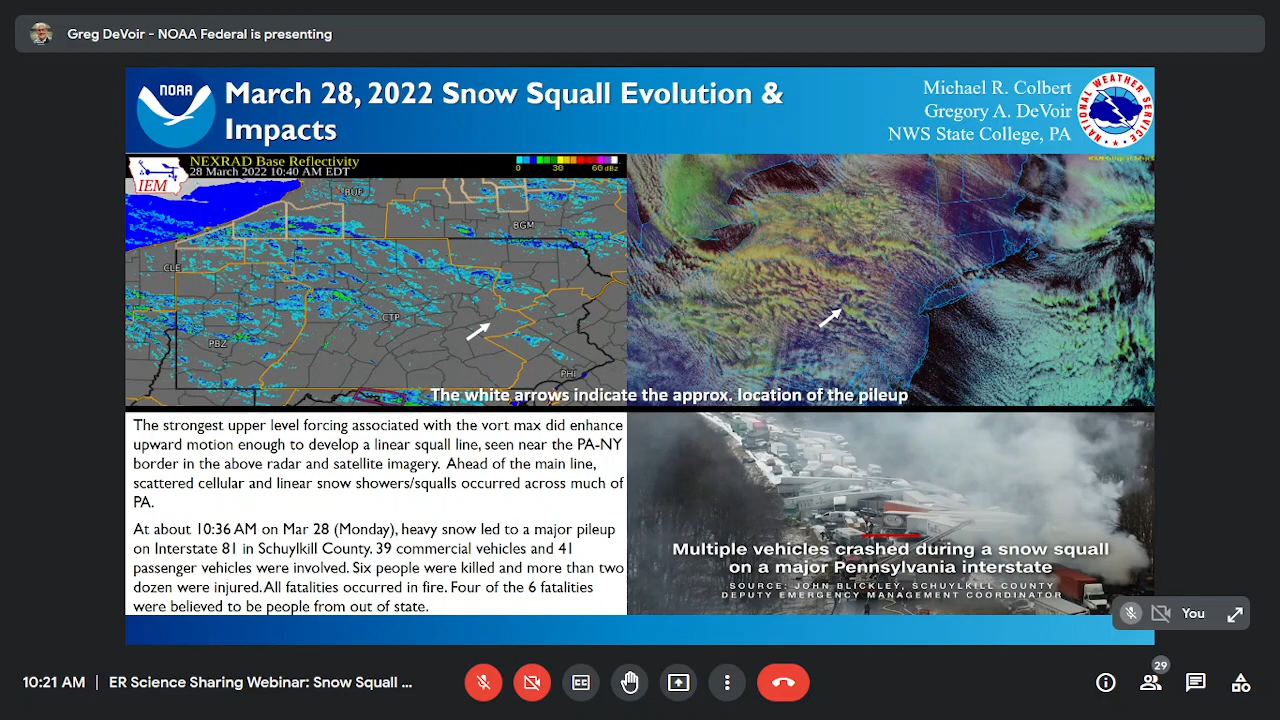 Greg DeVoir - NOAA Federal is presenting
NOAA
March 28, 2022 Snow Squall Evolution &
Impacts
Michael R. Colbert
Gregory A. DeVoir
NWS State College, PA
NATIONAL WEATHER SERVICE
IEM
NEXRAD Base Reflectivity
28 March 2022 10:40 AM EDT
0 30 60 dBz
BUF
BGM
CLE
CTP
PBZ
PHI
The white arrows indicate the approx. location of the pileup
The strongest upper level forcing associated with the vort max did enhance
upward motion enough to develop a linear squall line, seen near the PA-NY
border in the above radar and satellite imagery. Ahead of the main line,
scattered cellular and linear snow showers/squalls occurred across much of
PA.
At about 10:36 AM on Mar 28 (Monday), heavy snow led to a major pileup
on Interstate 81 in Schuylkill County. 39 commercial vehicles and 41
passenger vehicles were involved. Six people were killed and more than two
dozen were injured. All fatalities occurred in fire. Four of the 6 fatalities
were believed to be people from out of state.
Multiple vehicles crashed during a snow squall
on a major Pennsylvania interstate
SOURCE: JOHN BLICKLEY, SCHUYLKILL COUNTY
DEPUTY EMERGENCY MANAGEMENT COORDINATOR
You
10:21 AM | ER Science Sharing Webinar: Snow Squall ...
CC
29